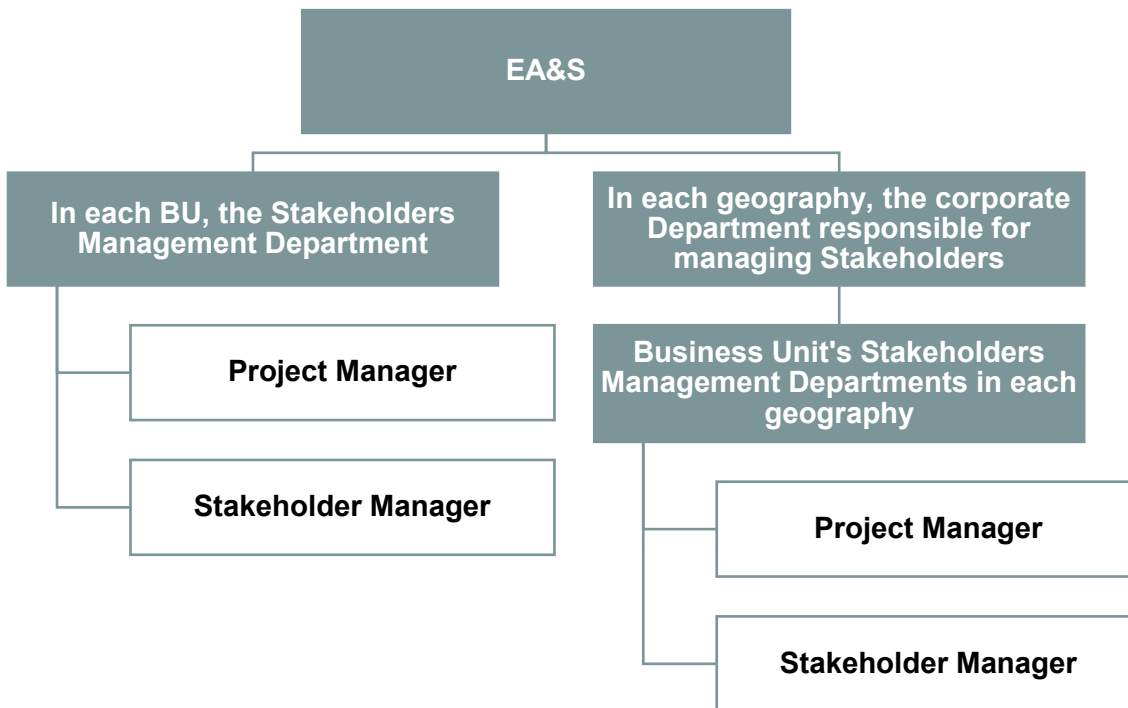 EA&S
In each BU, the Stakeholders
Management Department
Project Manager
Stakeholder Manager
In each geography, the corporate
Department responsible for
managing Stakeholders
Business Unit's Stakeholders
Management Departments in each
geography
Project Manager
Stakeholder Manager